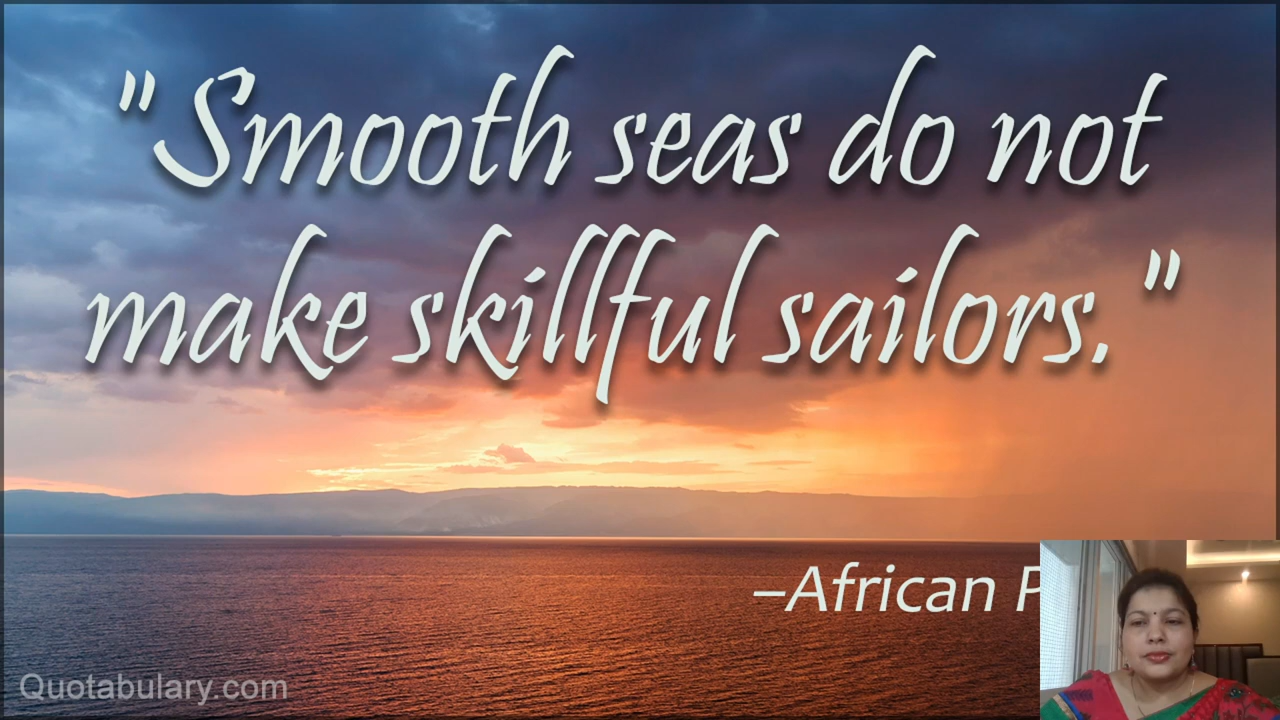 "Smooth seas do not
make skillful sailors."
–African
Quotabulary.com